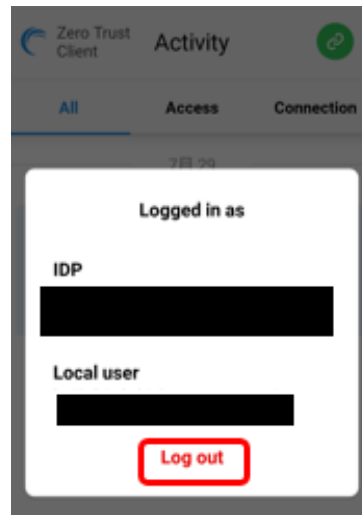 Zero Trust
Client
Activity
All
Access
Connection
7月 29
Logged in as
IDP
Local user
Log out